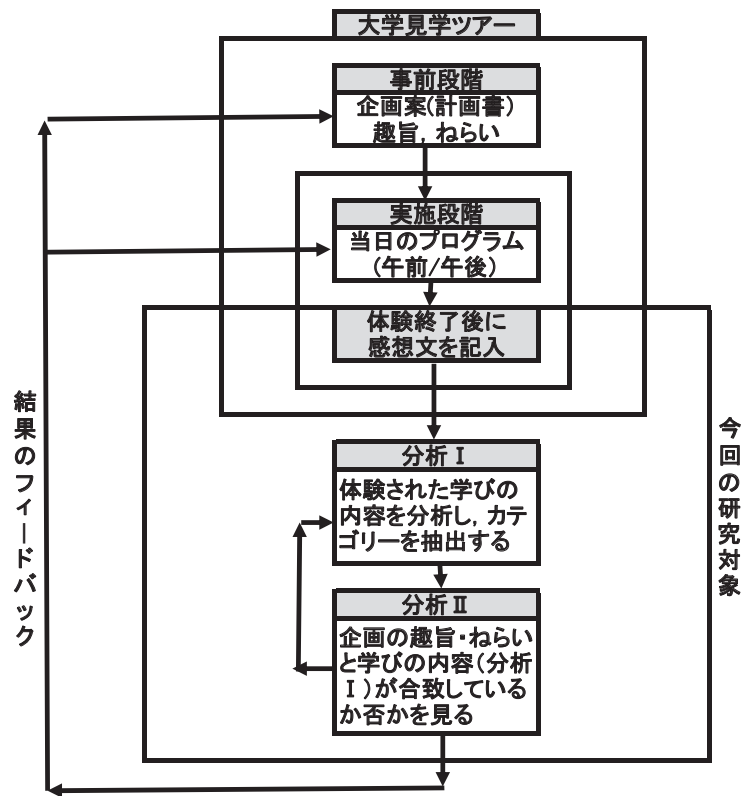 大学見学ツアー
事前段階
企画案(計画書)
趣旨，ねらい
実施段階
当日のプログラム
(午前/午後)
体験終了後に
感想文を記入
分析Ⅰ
体験された学びの
内容を分析し，カテ
ゴリーを抽出する
分析Ⅱ
企画の趣旨・ねらい
と学びの内容(分析
Ⅰ)が合致している
か否かを見る
結果のフィードバック
今回の研究対象